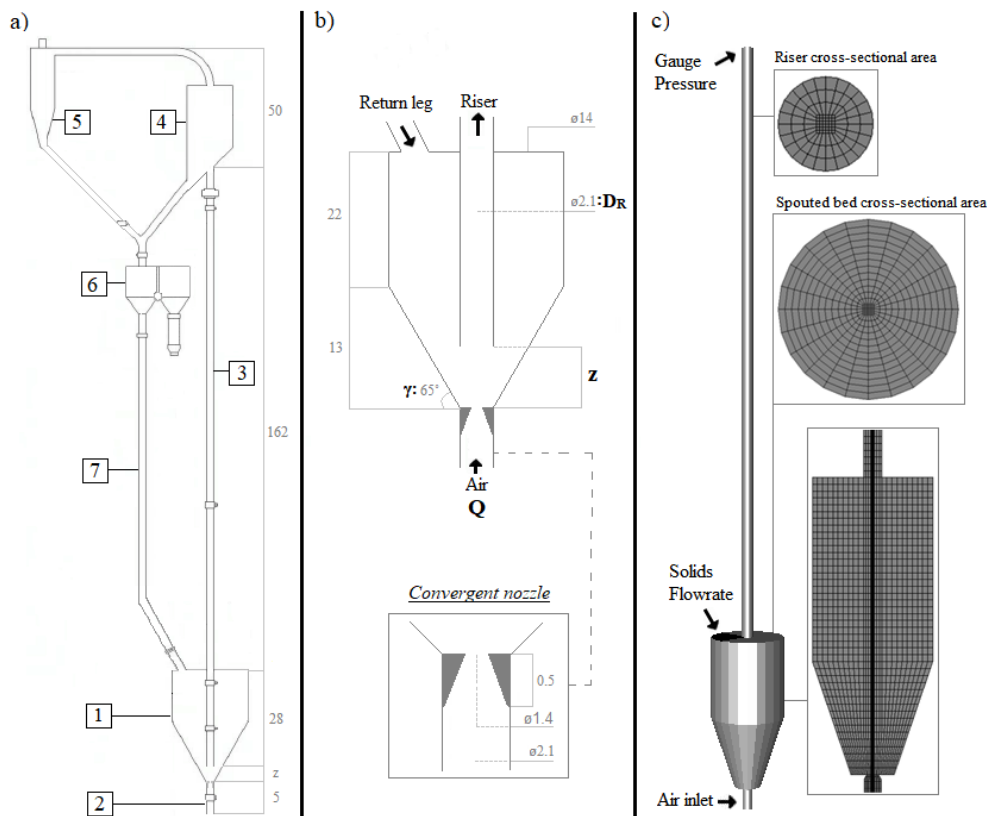 a)
50
5
4
6
3
162
7
1
28
z
5
2
b)
Return leg
Riser
ø14
22
ø2.1:DR
13
z
γ: 65°
Air
Q
Convergent nozzle
0.5
ø1.4
ø2.1
c)
Gauge
Pressure
Riser cross-sectional area
Spouted bed cross-sectional area
Solids
Flowrate
Air inlet